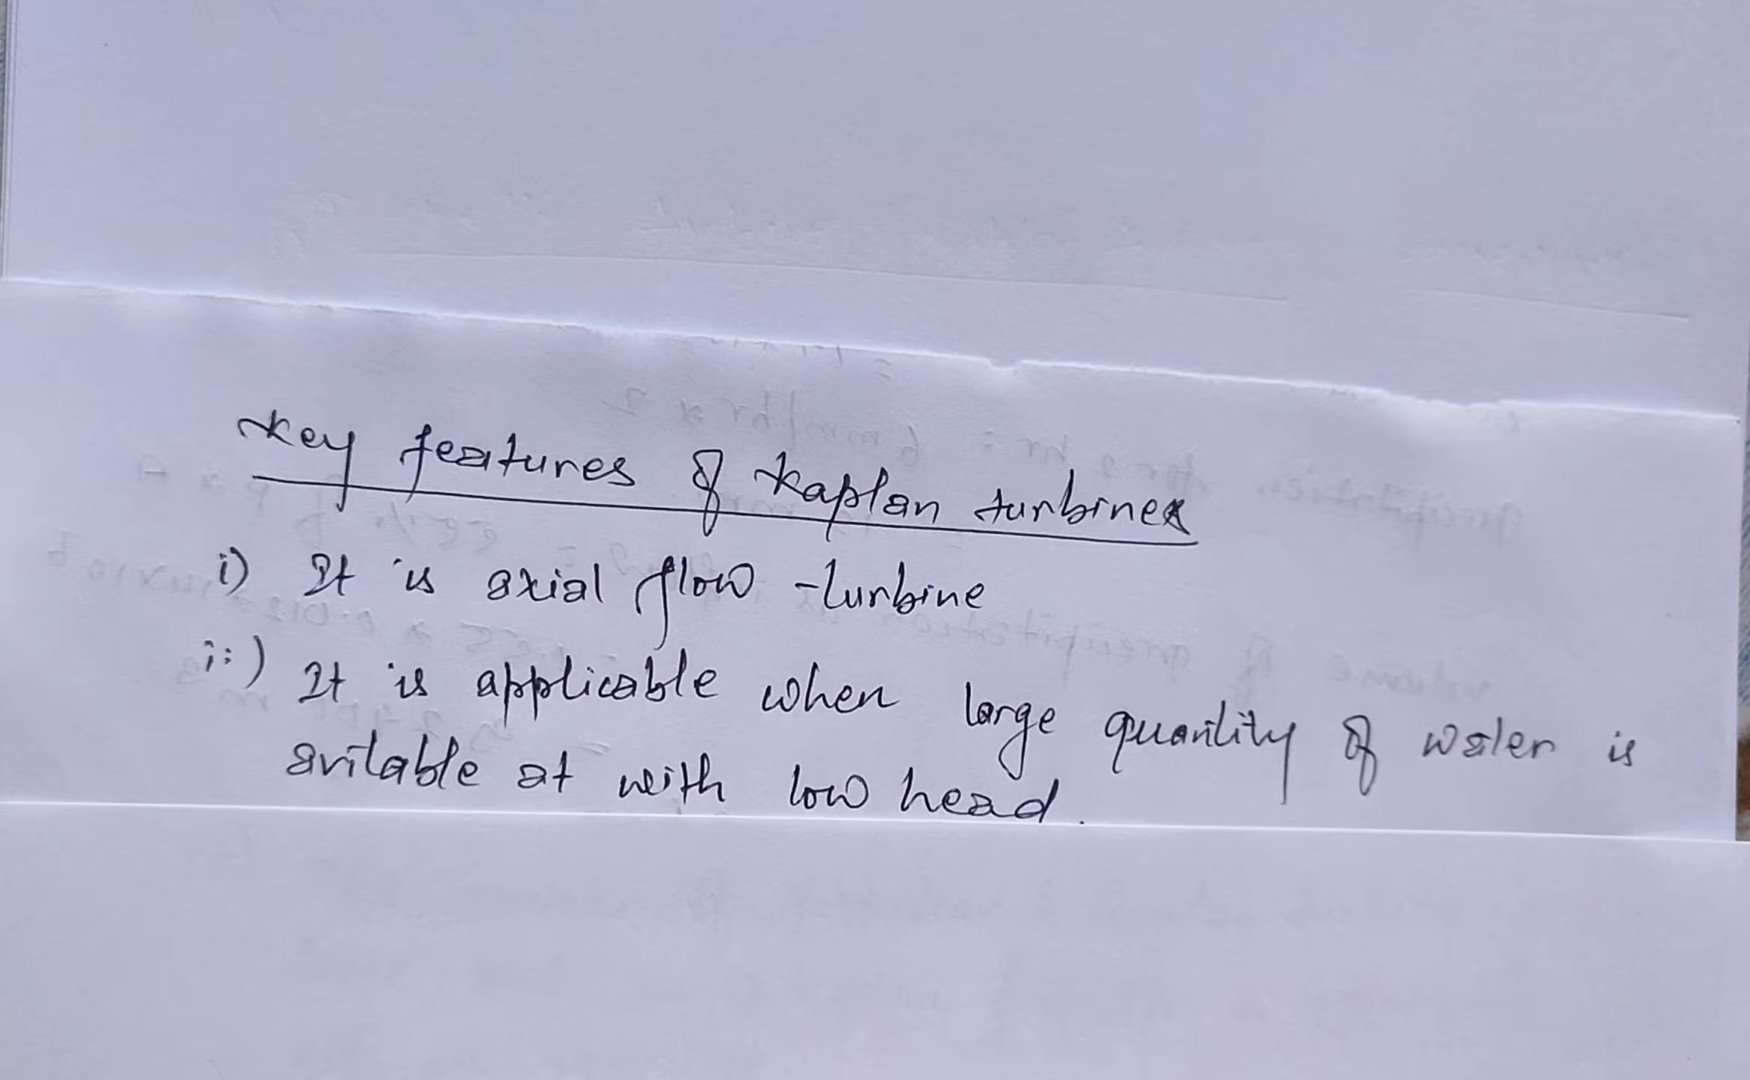 key features of kaplan turbines
i) It is axial flow turbine
ii) It is applicable when large quantity of water is
avilable at with low head.